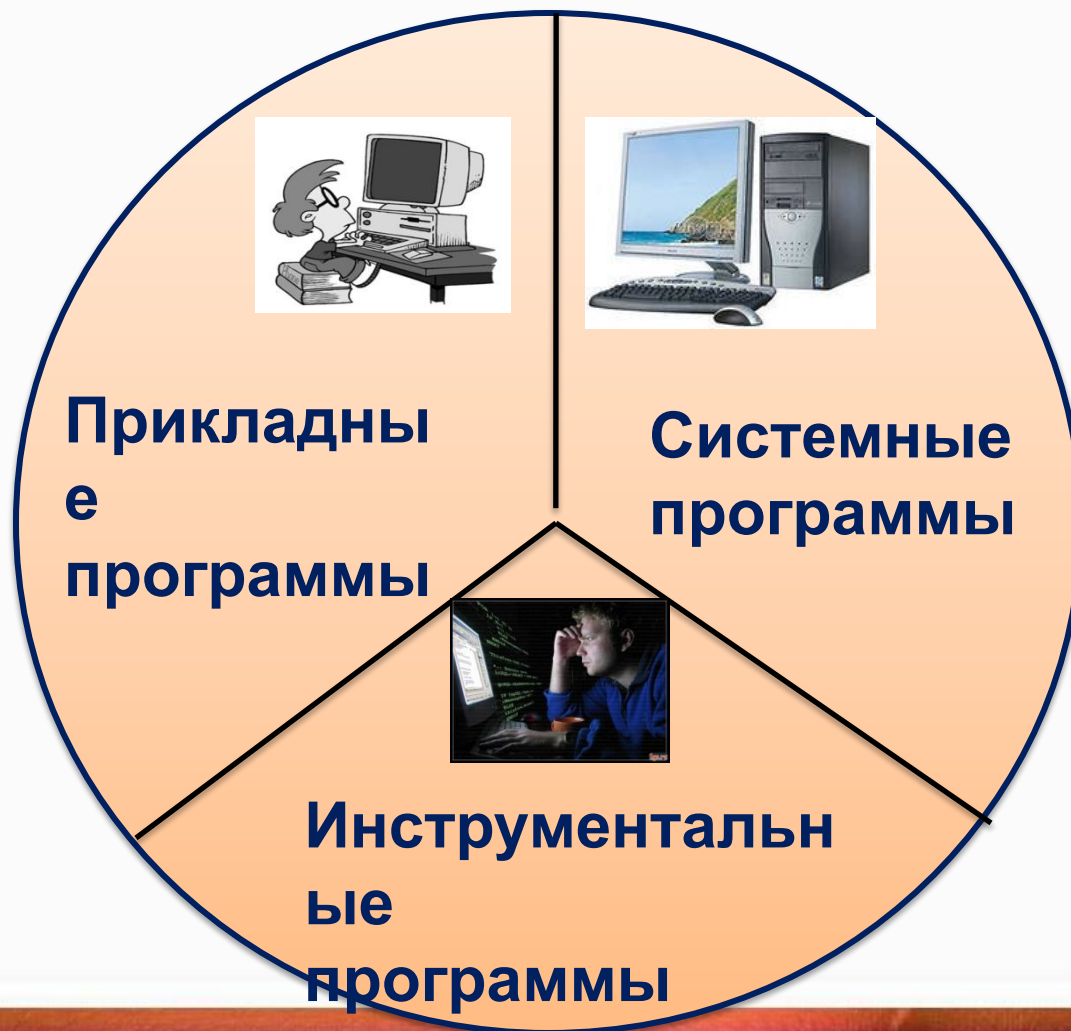 Прикладны
е
программы
Системные
программы
Инструментальн
ые
программы